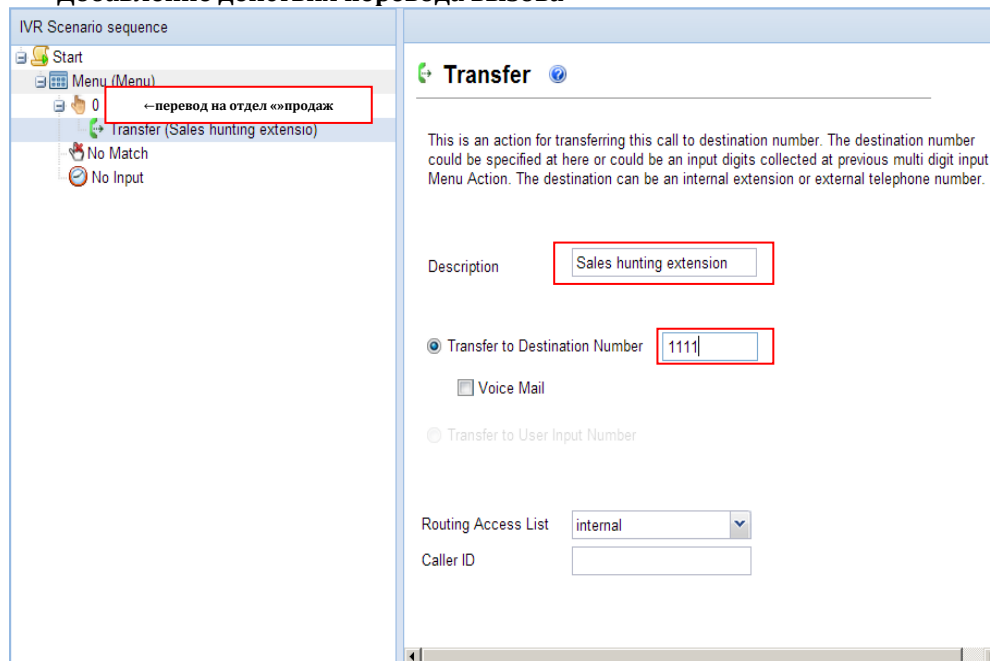 Добавление действия перевода вызова
IVR Scenario sequence
Start
Menu (Menu)
0
←перевод на отдел «»продаж
Transfer (Sales hunting extensio)
No Match
No Input
Transfer
This is an action for transferring this call to destination number. The destination number
could be specified at here or could be an input digits collected at previous multi digit input
Menu Action. The destination can be an internal extension or external telephone number.
Description
Sales hunting extension
Transfer to Destination Number
1111
Voice Mail
Transfer to User Input Number
Routing Access List
internal
Caller ID